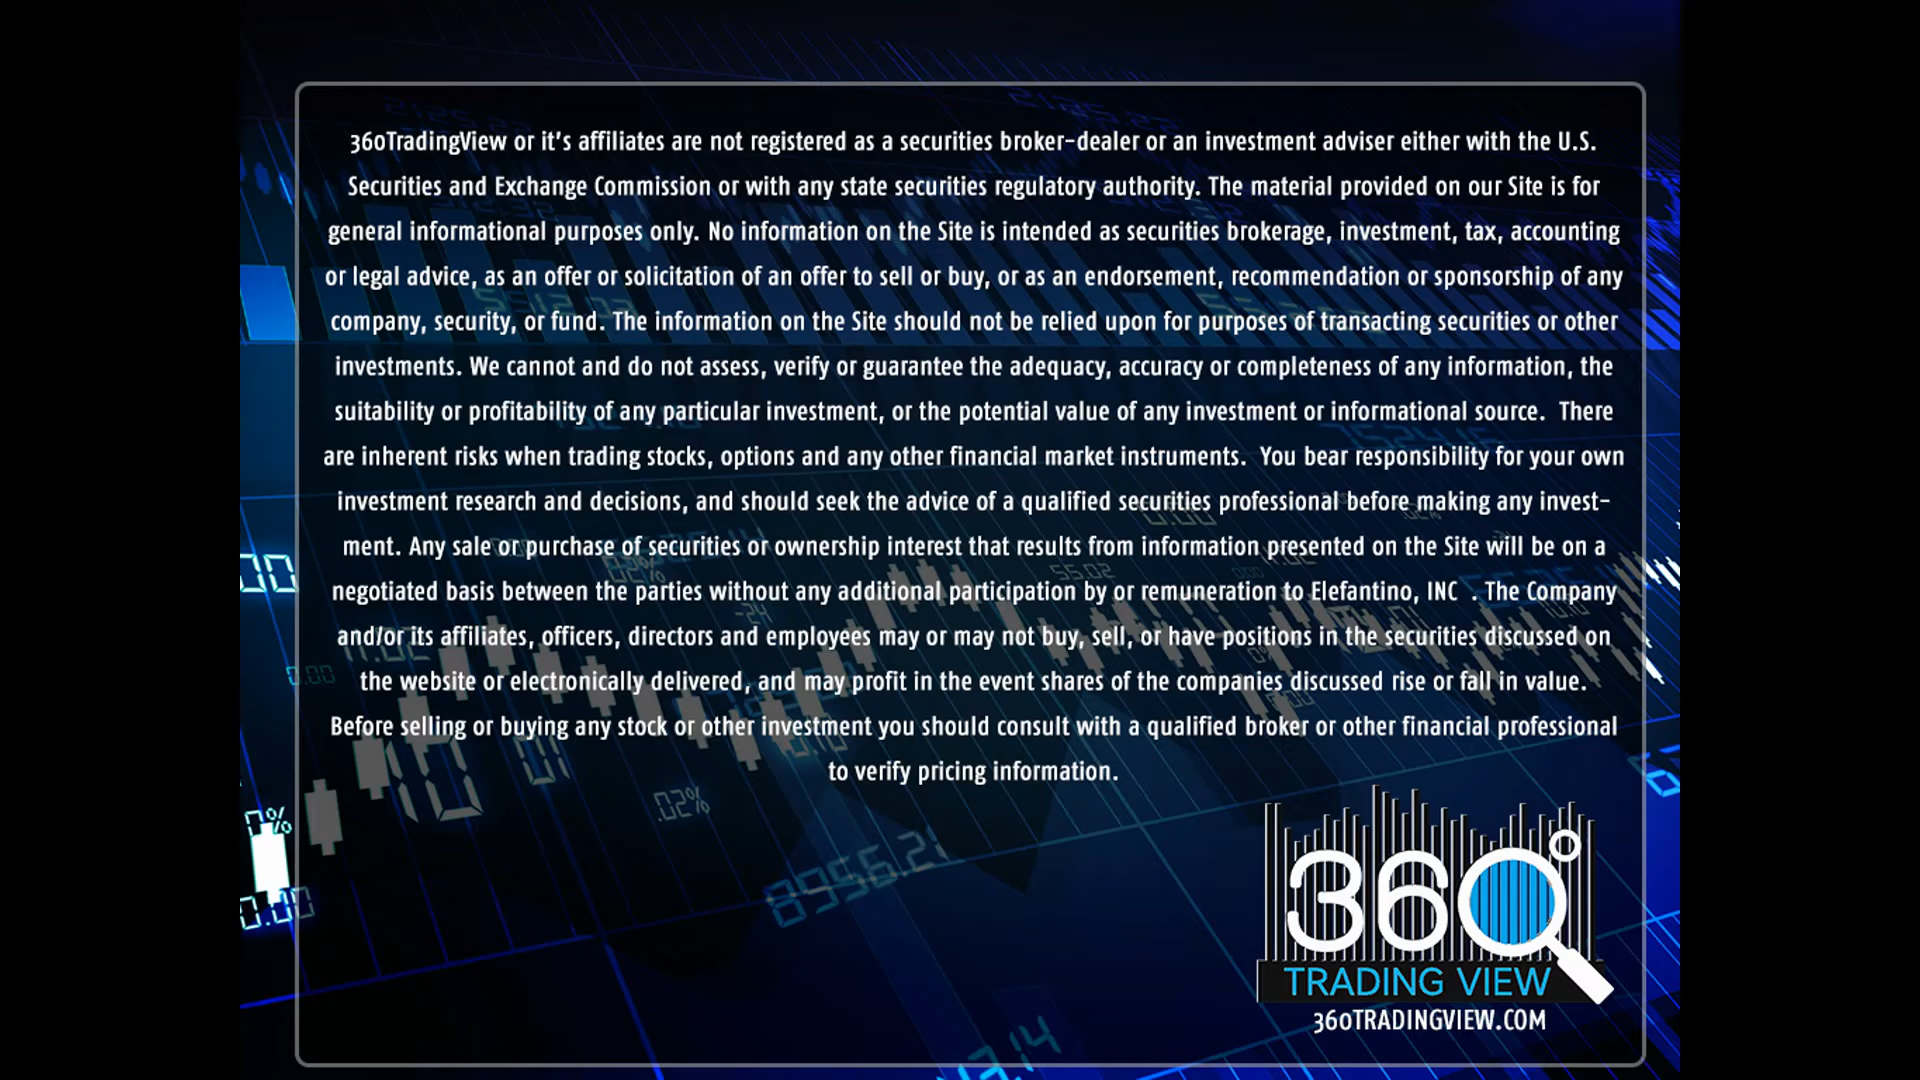 360TradingView or it's affiliates are not registered as a securities broker-dealer or an investment adviser either with the U.S.
Securities and Exchange Commission or with any state securities regulatory authority. The material provided on our Site is for
general informational purposes only. No information on the Site is intended as securities brokerage, investment, tax, accounting
or legal advice, as an offer or solicitation of an offer to sell or buy, or as an endorsement, recommendation or sponsorship of any
company, security, or fund. The information on the Site should not be relied upon for purposes of transacting securities or other
investments. We cannot and do not assess, verify or guarantee the adequacy, accuracy or completeness of any information, the
suitability or profitability of any particular investment, or the potential value of any investment or informational source.  There
are inherent risks when trading stocks, options and any other financial market instruments.  You bear responsibility for your own
investment research and decisions, and should seek the advice of a qualified securities professional before making any invest-
ment. Any sale or purchase of securities or ownership interest that results from information presented on the Site will be on a
negotiated basis between the parties without any additional participation by or remuneration to Elefantino, INC  . The Company
and/or its affiliates, officers, directors and employees may or may not buy, sell, or have positions in the securities discussed on
the website or electronically delivered, and may profit in the event shares of the companies discussed rise or fall in value.
Before selling or buying any stock or other investment you should consult with a qualified broker or other financial professional
to verify pricing information.
.02%
360°
TRADING VIEW
360TRADINGVIEW.COM